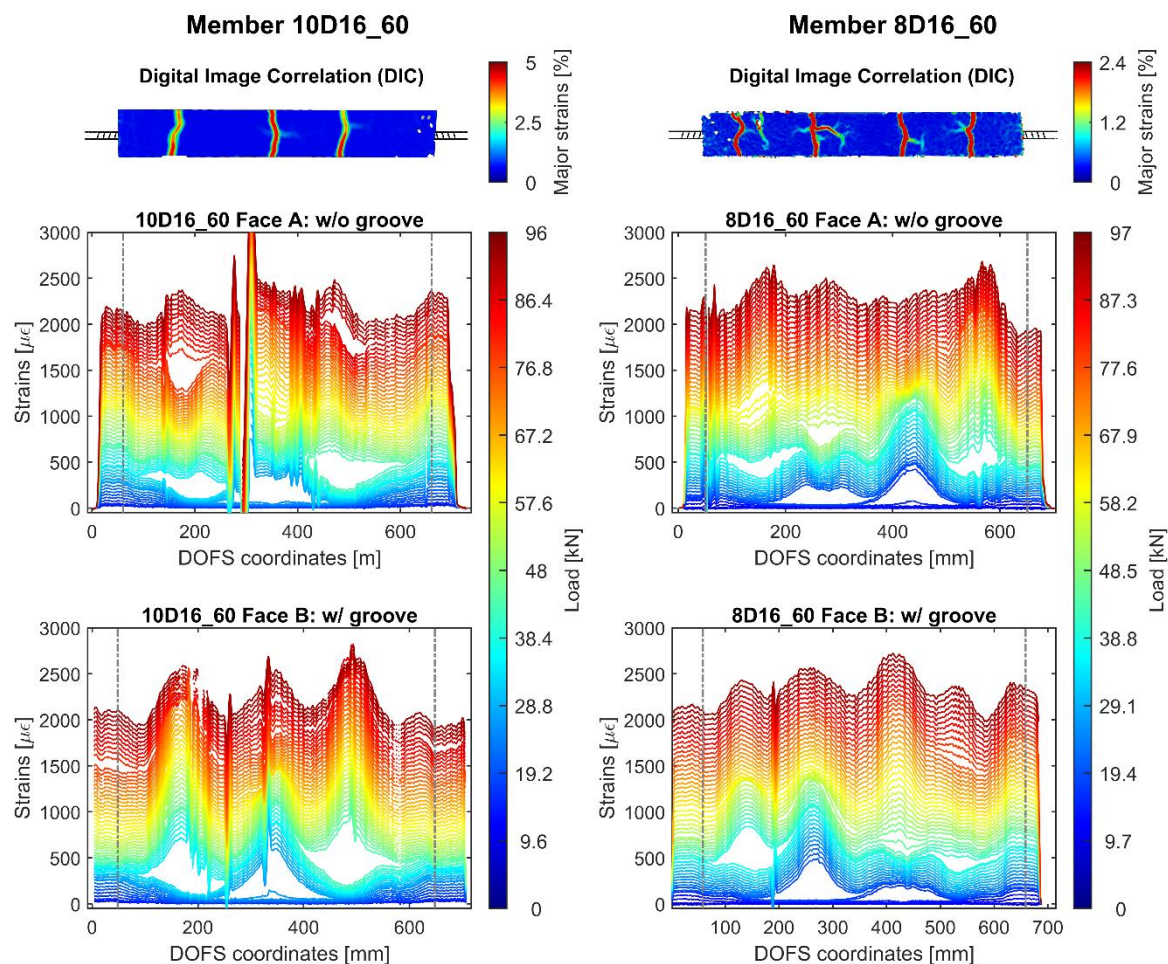 Member 10D16_60
Member 8D16_60
Digital Image Correlation (DIC)
5
2.5
0
Major strains [%]
Digital Image Correlation (DIC)
2.4
1.2
0
Major strains [%]
10D16_60 Face A: w/o groove
3000
2500
2000
1500
1000
500
0
Strains [με]
0 200 400 600
DOFS coordinates [m]
96
86.4
76.8
67.2
57.6
48
38.4
28.8
19.2
9.6
0
Load [kN]
8D16_60 Face A: w/o groove
3000
2500
2000
1500
1000
500
0
Strains [με]
0 200 400 600
DOFS coordinates [mm]
97
87.3
77.6
67.9
58.2
48.5
38.8
29.1
19.4
9.7
0
Load [kN]
10D16_60 Face B: w/ groove
3000
2500
2000
1500
1000
500
0
Strains [με]
0 200 400 600
DOFS coordinates [mm]
8D16_60 Face B: w/ groove
3000
2500
2000
1500
1000
500
0
Strains [με]
100 200 300 400 500 600 700
DOFS coordinates [mm]